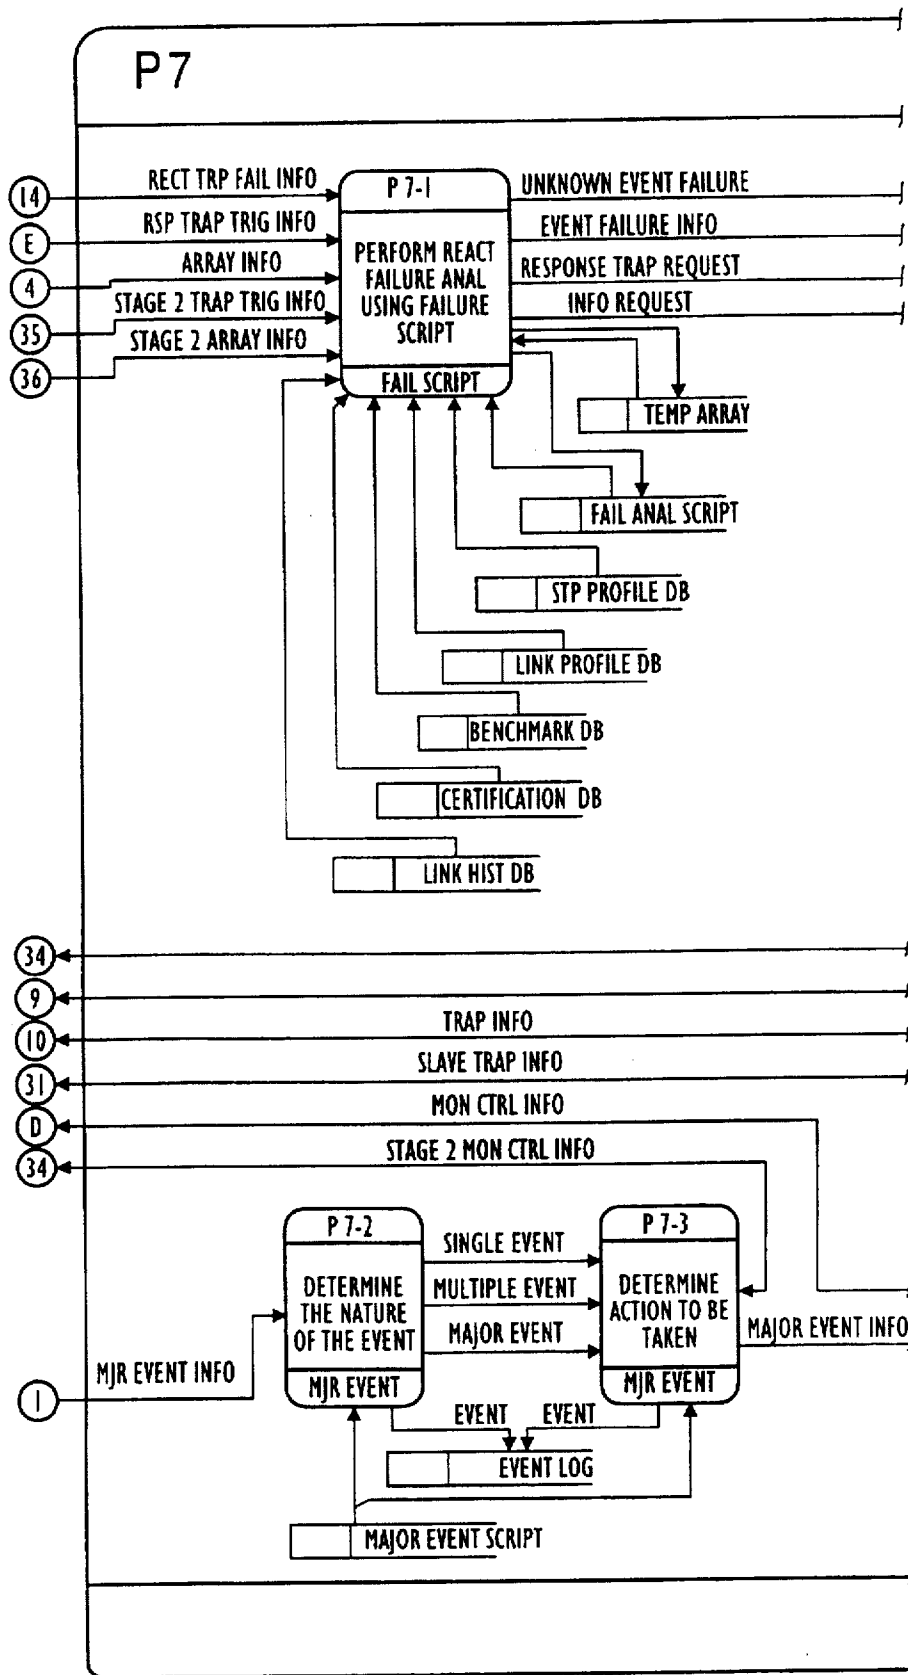 P7
14
RECT TRP FAIL INFO
P 7-1
UNKNOWN EVENT FAILURE
E
RSP TRAP TRIG INFO
EVENT FAILURE INFO
4
ARRAY INFO
PERFORM REACT
FAILURE ANAL
USING FAILURE
SCRIPT
RESPONSE TRAP REQUEST
35
STAGE 2 TRAP TRIG INFO
INFO REQUEST
36
STAGE 2 ARRAY INFO
FAIL SCRIPT
TEMP ARRAY
FAIL ANAL SCRIPT
STP PROFILE DB
LINK PROFILE DB
BENCHMARK DB
CERTIFICATION DB
LINK HIST DB
34
9
10
TRAP INFO
31
SLAVE TRAP INFO
D
MON CTRL INFO
34
STAGE 2 MON CTRL INFO
P 7-2
P 7-3
DETERMINE
THE NATURE
OF THE EVENT
SINGLE EVENT
MULTIPLE EVENT
MAJOR EVENT
DETERMINE
ACTION TO BE
TAKEN
MAJOR EVENT INFO
1
MJR EVENT INFO
MJR EVENT
MJR EVENT
EVENT
EVENT
EVENT LOG
MAJOR EVENT SCRIPT